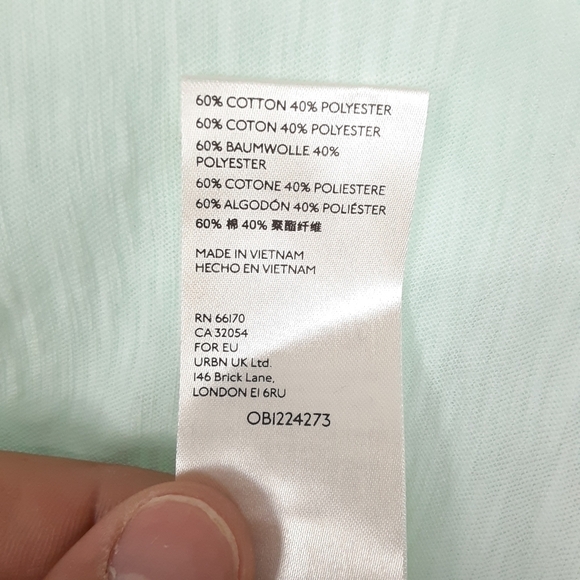 60% COTTON 40% POLYESTER
60% COTON 40% POLYESTER
60% BAUMWOLLE 40%
POLYESTER
60% COTONE 40% POLIESTERE
60% ALGODÓN 40% POLIÉSTER
60% 棉 40% 聚酯纤维
MADE IN VIETNAM
HECHO EN VIETNAM
RN 66170
CA 32054
FOR EU
URBN UK Ltd.
146 Brick Lane,
LONDON E1 6RU
OB1224273